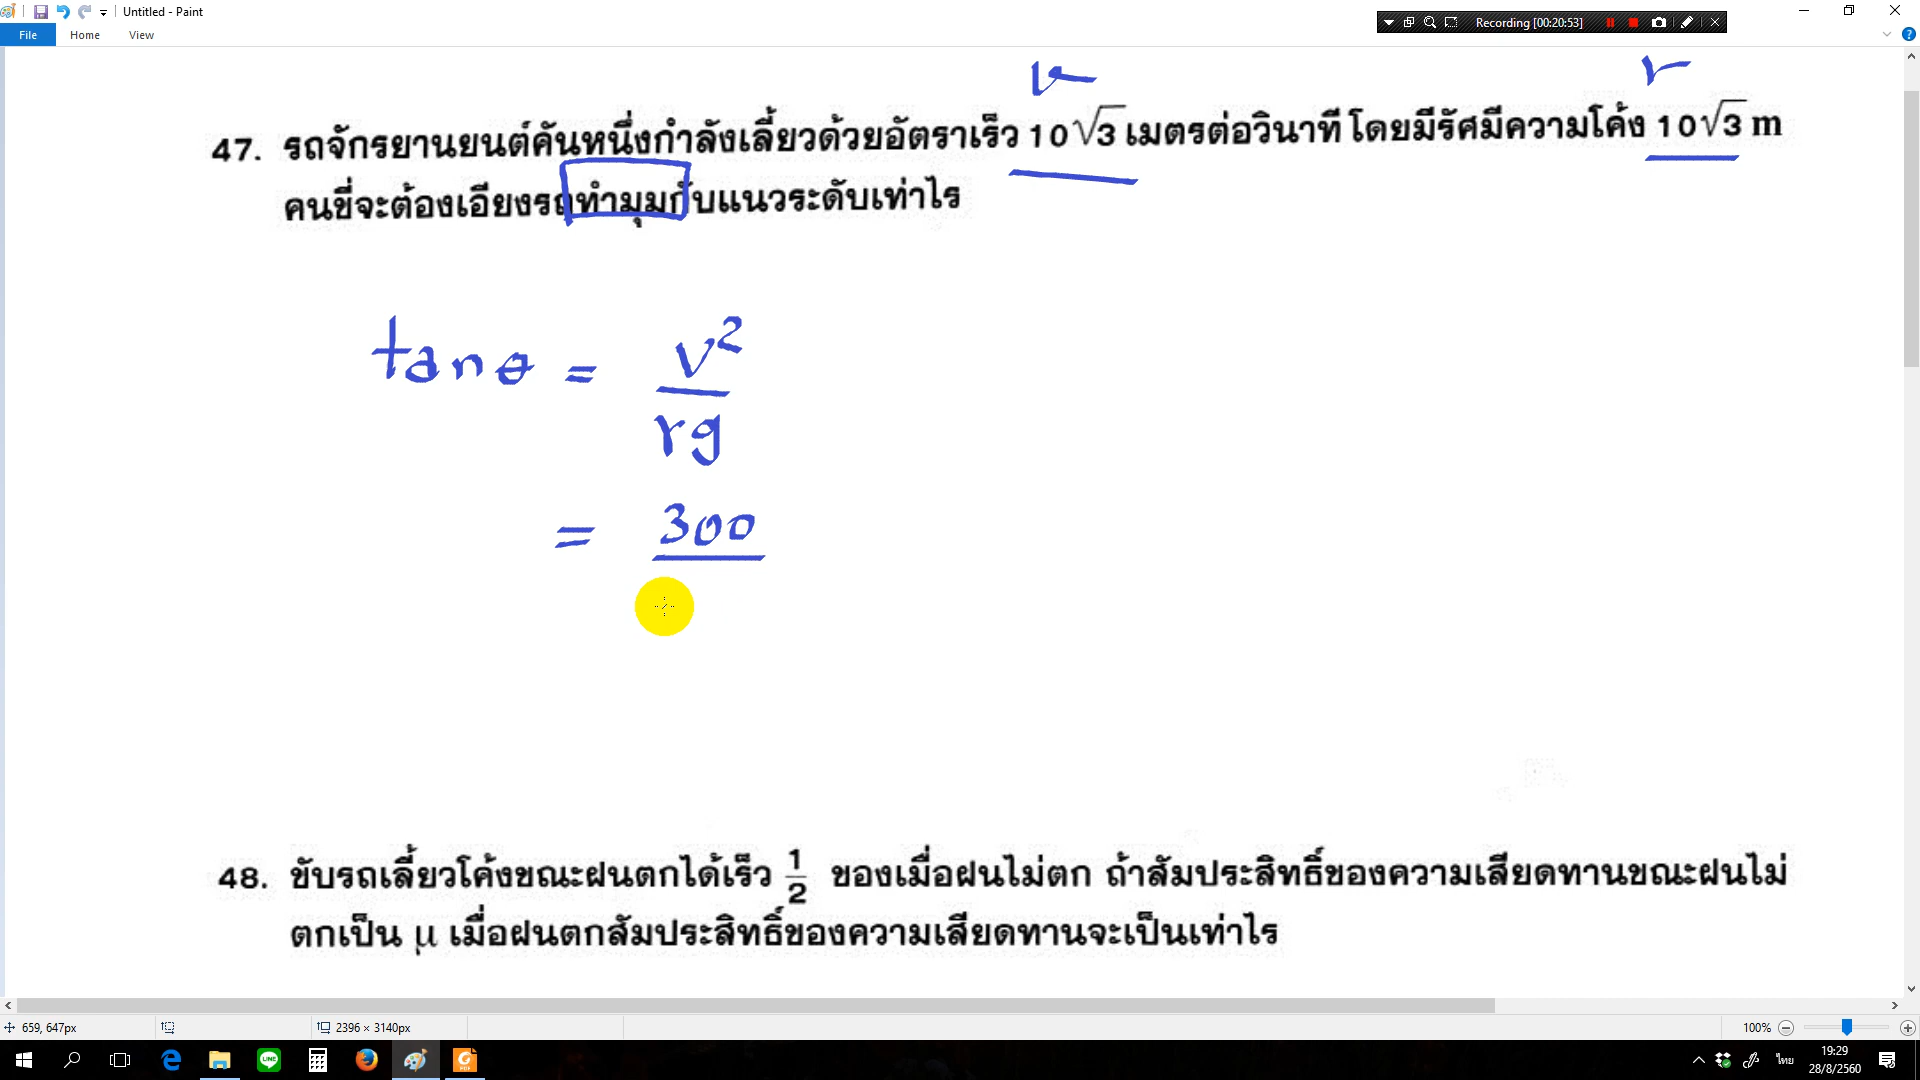 Untitled - Paint
Recording [00:20:53]
File Home View
v r
47. รถจักรยานยนต์คันหนึ่งกำลังเลี้ยวด้วยอัตราเร็ว 10√3 เมตรต่อวินาที โดยมีรัศมีความโค้ง 10√3 m
คนขี่จะต้องเอียงรถทำมุมกับแนวระดับเท่าไร
tanθ = v²/rg
= 300
48. ขับรถเลี้ยวโค้งขณะฝนตกได้เร็ว 1/2 ของเมื่อฝนไม่ตก ถ้าสัมประสิทธิ์ของความเสียดทานขณะฝนไม่
ตกเป็น μ เมื่อฝนตกสัมประสิทธิ์ของความเสียดทานจะเป็นเท่าไร
659, 647px 2396 × 3140px 100%
LINE PDF ไทย 19:29
28/8/2560